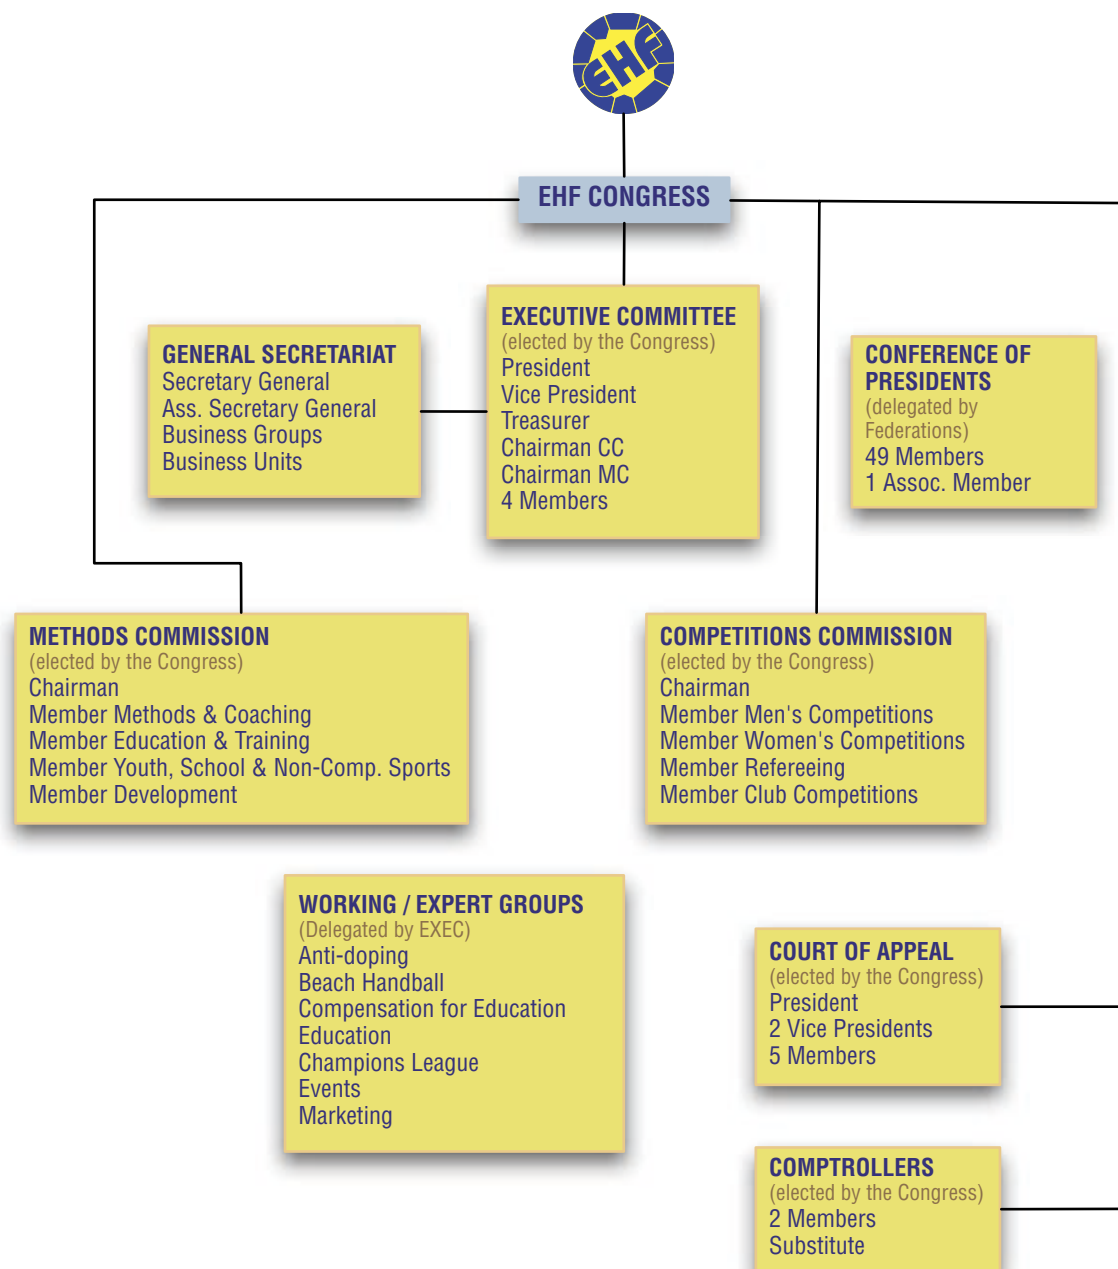 EHF
EHF CONGRESS
EXECUTIVE COMMITTEE
(elected by the Congress)
President
Vice President
Treasurer
Chairman CC
Chairman MC
4 Members
GENERAL SECRETARIAT
Secretary General
Ass. Secretary General
Business Groups
Business Units
CONFERENCE OF
PRESIDENTS
(delegated by
Federations)
49 Members
1 Assoc. Member
METHODS COMMISSION
(elected by the Congress)
Chairman
Member Methods & Coaching
Member Education & Training
Member Youth, School & Non-Comp. Sports
Member Development
COMPETITIONS COMMISSION
(elected by the Congress)
Chairman
Member Men's Competitions
Member Women's Competitions
Member Refereeing
Member Club Competitions
WORKING / EXPERT GROUPS
(Delegated by EXEC)
Anti-doping
Beach Handball
Compensation for Education
Education
Champions League
Events
Marketing
COURT OF APPEAL
(elected by the Congress)
President
2 Vice Presidents
5 Members
COMPTROLLERS
(elected by the Congress)
2 Members
Substitute